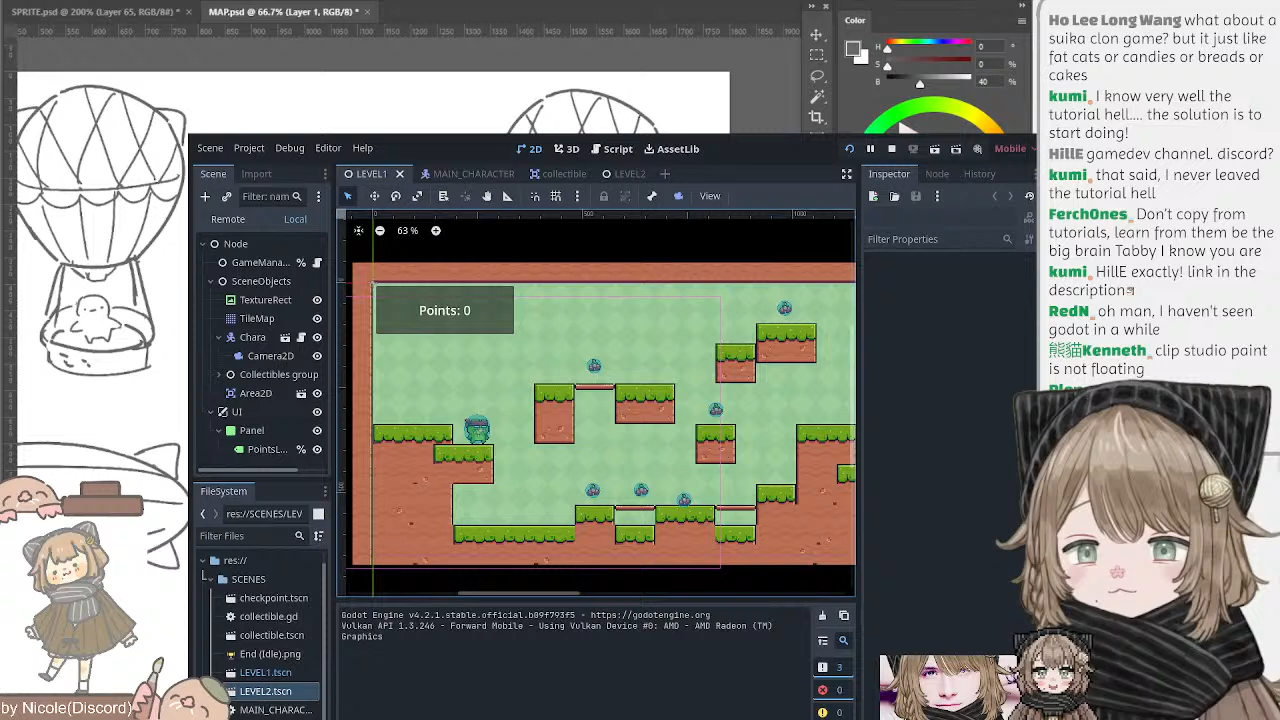 SPRITE.psd @ 200% (Layer 65, RGB/8#) * ×
MAP.psd @ 66.7% (Layer 1, RGB/8#) * ×
Color
H 0 °
S 0 %
B 40 %
Scene Project Debug Editor Help
2D 3D Script AssetLib
Mobile
Scene Import
LEVEL1 MAIN_CHARACTER collectible LEVEL2
Inspector Node History
Filter: nam
View
Remote Local
63 %
Filter Properties
Node
GameMana...
SceneObjects
TextureRect
TileMap
Chara
Camera2D
Collectibles group
Area2D
UI
Panel
PointsL...
Points: 0
FileSystem
res://SCENES/LEV
Filter Files
res://
SCENES
checkpoint.tscn
collectible.gd
collectible.tscn
End (Idle).png
LEVEL1.tscn
LEVEL2.tscn
MAIN_CHARAC...
Godot Engine v4.2.1.stable.official.b09f793f5 - https://godotengine.org
Vulkan API 1.3.246 - Forward Mobile - Using Vulkan Device #0: AMD - AMD Radeon (TM)
Graphics
3
0
0
by Nicole(Discord)
Ho Lee Long Wang what about a
suika clon game? but it just like
fat cats or candies or breads or
cakes
kumi_ I know very well the
tutorial hell.... the solution is to
start doing!
HillE gamedev channel. discord?
kumi_ that said, I never leaved
the tutorial hell
FerchOnes_ Don't copy from
tutorials, learn from them be the
big brain Tabby I know you are
kumi_ HillE exactly! link in the
descriptions
RedN_ oh man, I haven't seen
godot in a while
熊猫Kenneth_ clip studio paint
is not floating